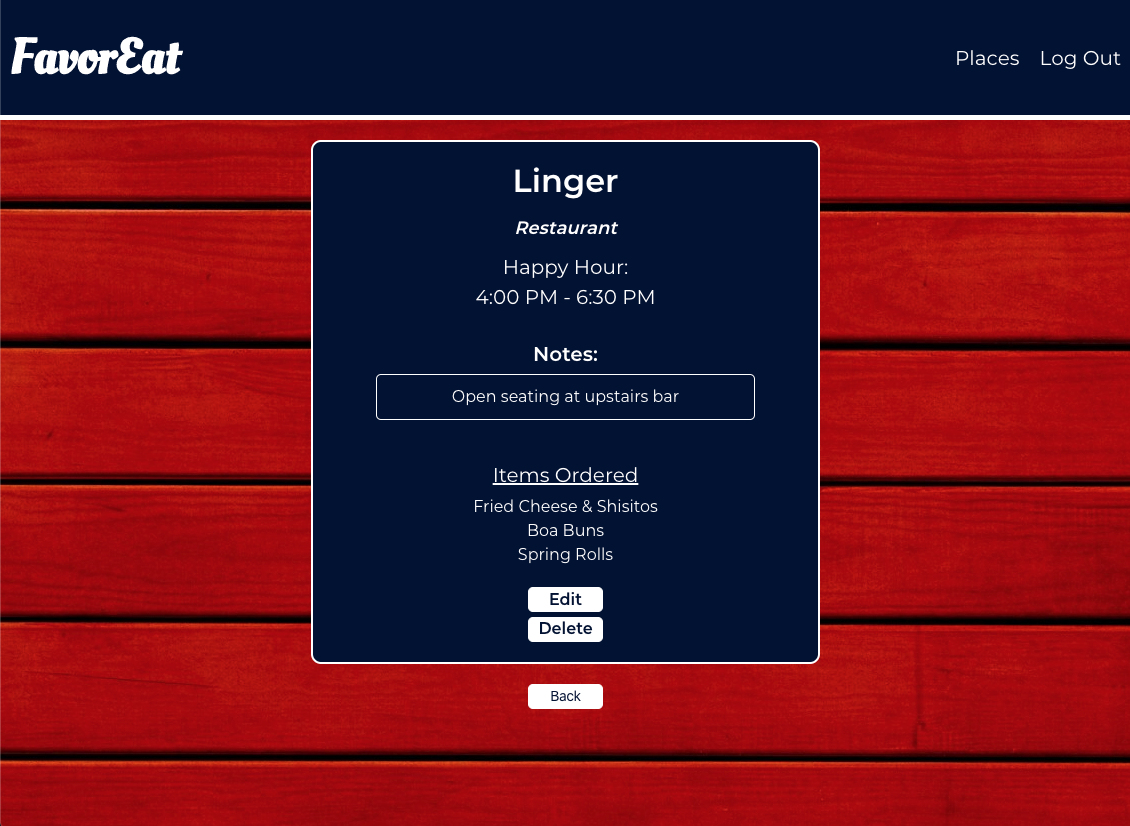 FavorEat
Places
Log Out
Linger
Restaurant
Happy Hour:
4:00 PM - 6:30 PM
Notes:
Open seating at upstairs bar
Items Ordered
Fried Cheese & Shisitos
Boa Buns
Spring Rolls
Edit
Delete
Back